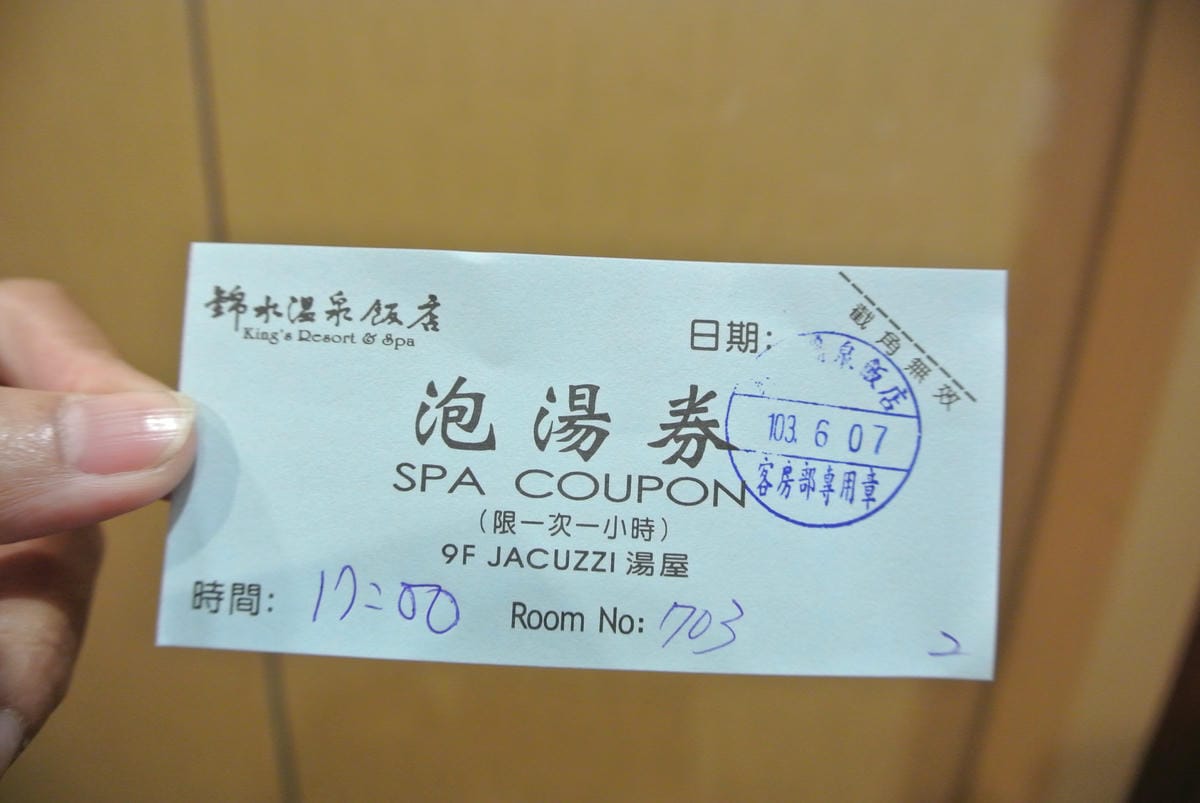 錦水溫泉飯店
King's Resort & Spa
日期:
截角無效
泉飯店
103. 6 07
客房部專用章
泡湯券
SPA COUPON
(限一次一小時)
9F JACUZZI 湯屋
時間: 17:00
Room No: 703
2